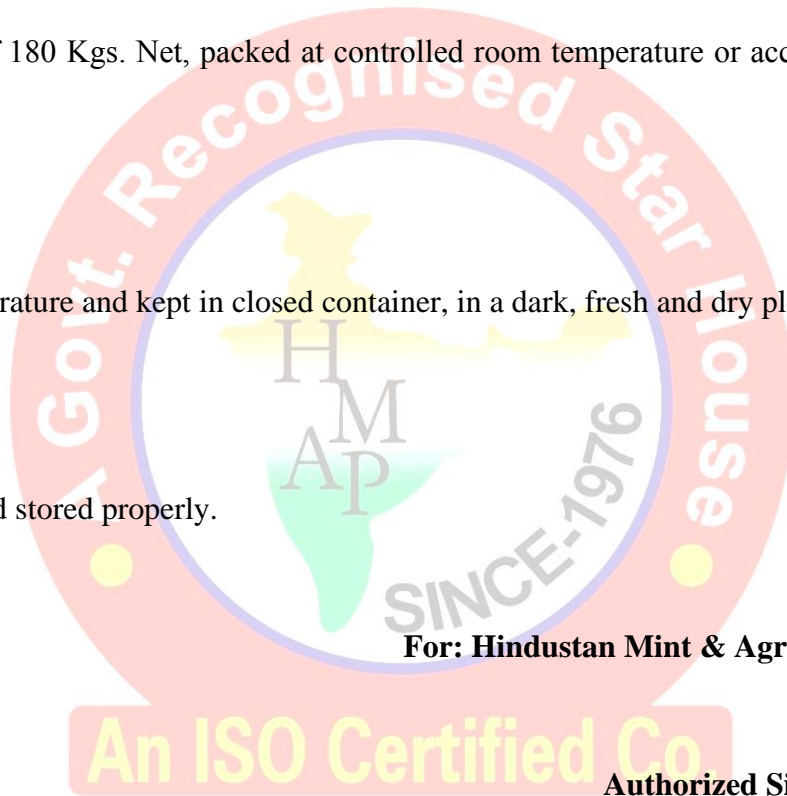 180 Kgs. Net, packed at controlled room temperature or acc
A Govt. Recognised Star House
rature and kept in closed container, in a dark, fresh and dry pl
H
M
AP
SINCE-1976
d stored properly.
For: Hindustan Mint & Agr
An ISO Certified Co.
Authorized Si